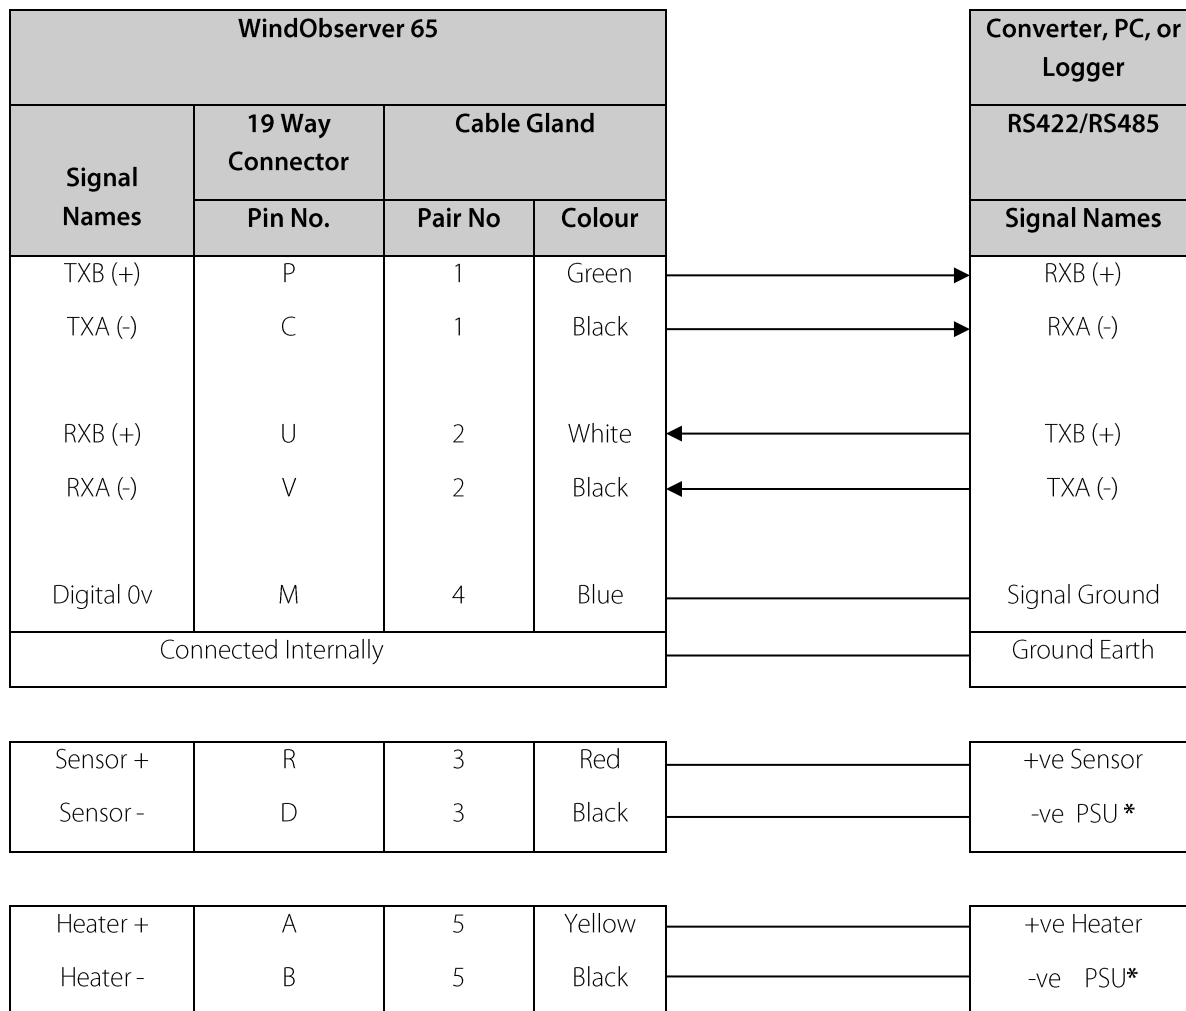 WindObserver 65
Converter, PC, or
Logger
Signal
Names
19 Way
Connector
Cable Gland
RS422/RS485
Pin No.
Pair No
Colour
Signal Names
TXB (+) P 1 Green RXB (+)
TXA (-) C 1 Black RXA (-)
RXB (+) U 2 White TXB (+)
RXA (-) V 2 Black TXA (-)
Digital 0v M 4 Blue Signal Ground
Connected Internally Ground Earth
Sensor + R 3 Red +ve Sensor
Sensor - D 3 Black -ve PSU *
Heater + A 5 Yellow +ve Heater
Heater - B 5 Black -ve PSU*